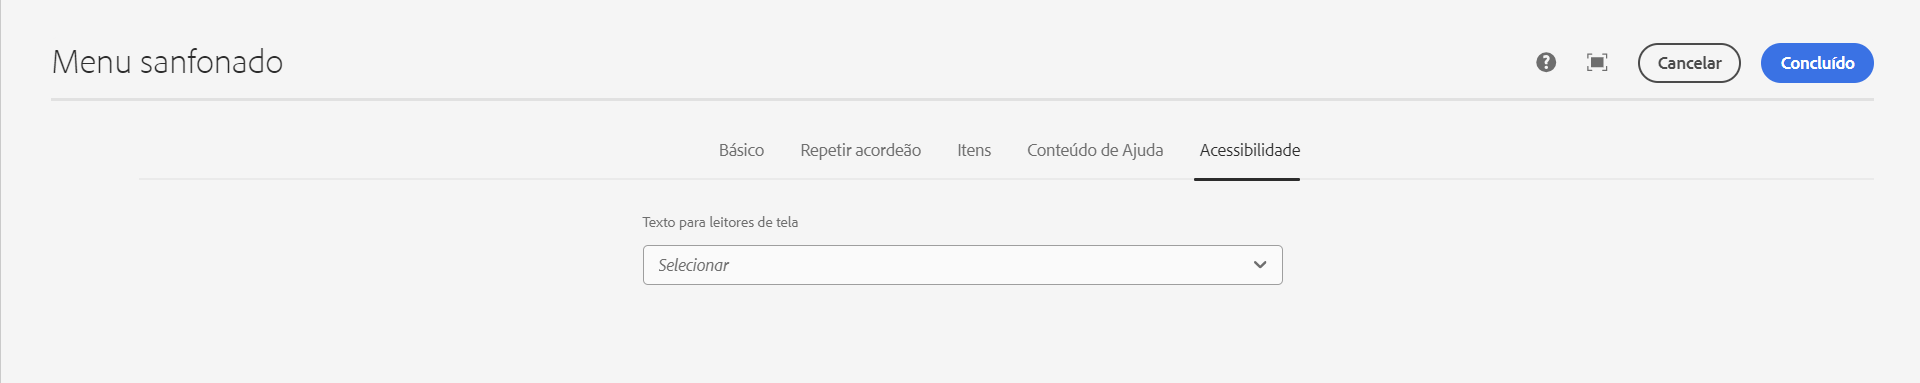 Menu sanfonado
? Cancelar Concluído
Básico Repetir acordeão Itens Conteúdo de Ajuda Acessibilidade
Texto para leitores de tela
Selecionar